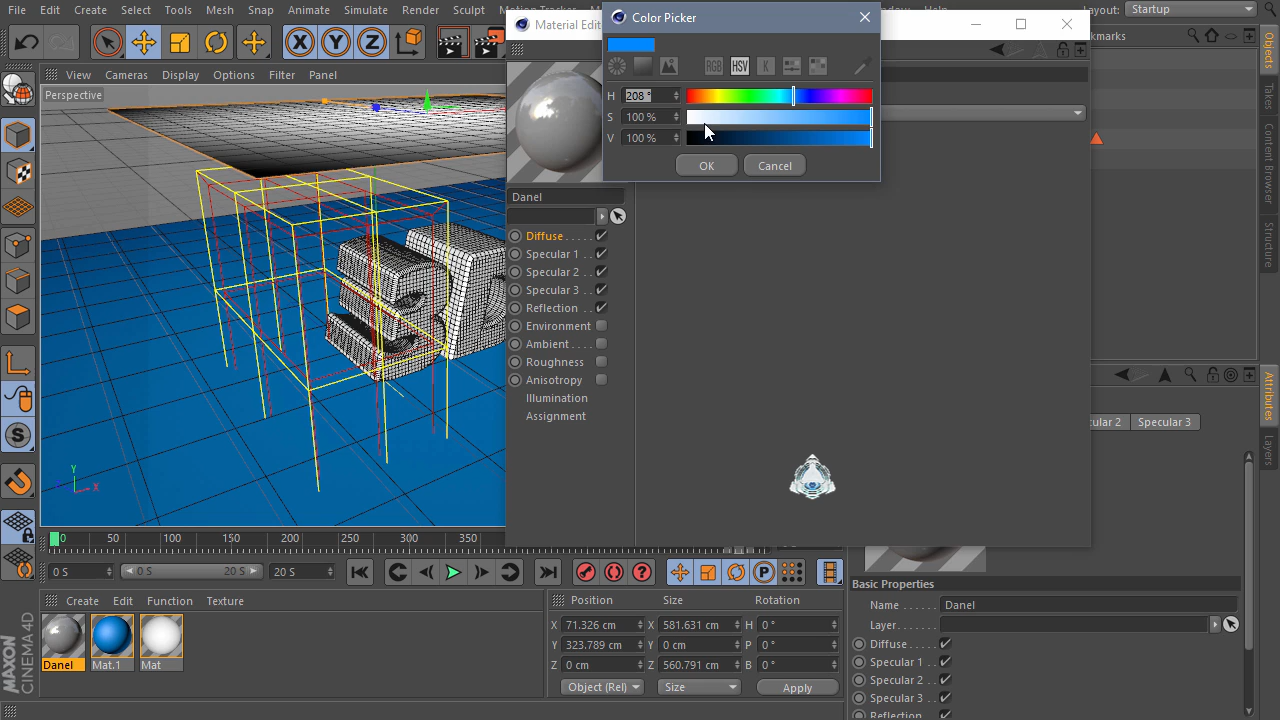 File Edit Create Select Tools Mesh Snap Animate Simulate Render Sculpt
Window Help Layout: Startup
Material Edit
Color Picker
X Y Z
RGB HSV K
H 208 °
S 100 %
V 100 %
OK Cancel
View Cameras Display Options Filter Panel
Perspective
Danel
Diffuse . . . . .
Specular 1 . .
Specular 2 . .
Specular 3 . .
Reflection . .
Environment
Ambient. . . .
Roughness
Anisotropy
Illumination
Assignment
Y
X
Objects
Content Browser
Structure
Attributes
Layers
Specular 3
0 50 100 150 200 250 300 350
0 S 0 S 20 S 20 S
Create Edit Function Texture
Danel Mat.1 Mat
MAXON
CINEMA 4D
Position Size Rotation
X 71.326 cm X 581.631 cm H 0 °
Y 323.789 cm Y 0 cm P 0 °
Z 0 cm Z 560.791 cm B 0 °
Object (Rel) Size Apply
Basic Properties
Name . . . . . . Danel
Layer. . . . . . .
Diffuse . . . . .
Specular 1 . .
Specular 2 . .
Specular 3 . .
Reflection